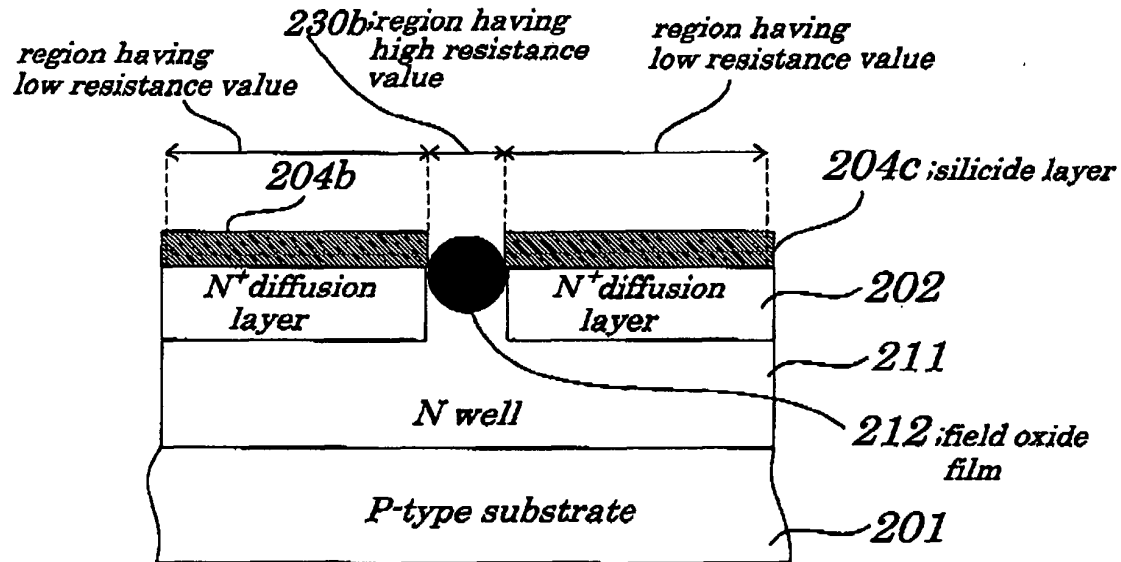 region having
low resistance value
230b;region having
high resistance
value
region having
low resistance value
204b
204c ;silicide layer
N+ diffusion
layer
N+ diffusion
layer
202
211
N well
212 ;field oxide
film
P-type substrate
201